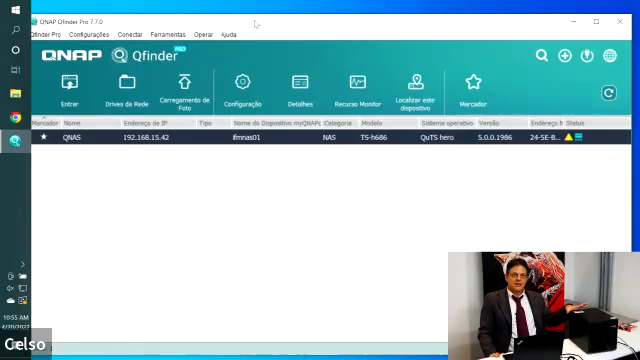 QNAP Qfinder Pro 7.7.0
Qfinder Pro Configurações Conectar Ferramentas Operar Ajuda
QNAP Qfinder PRO
Entrar Drives da Rede Carregamento de Foto Configuração Detalhes Recurso Monitor Localizar este dispositivo Marcador
Marcador Nome Endereço de IP Tipo Nome do Dispositivo myQNAPc Categoria Modelo Sistema operativo Versão Endereço M Status
QNAS 192.168.15.42 ifmnas01 NAS TS-h686 QuTS hero 5.0.0.1986 24-5E-B...
10:55 AM
4/20/2022
Celso